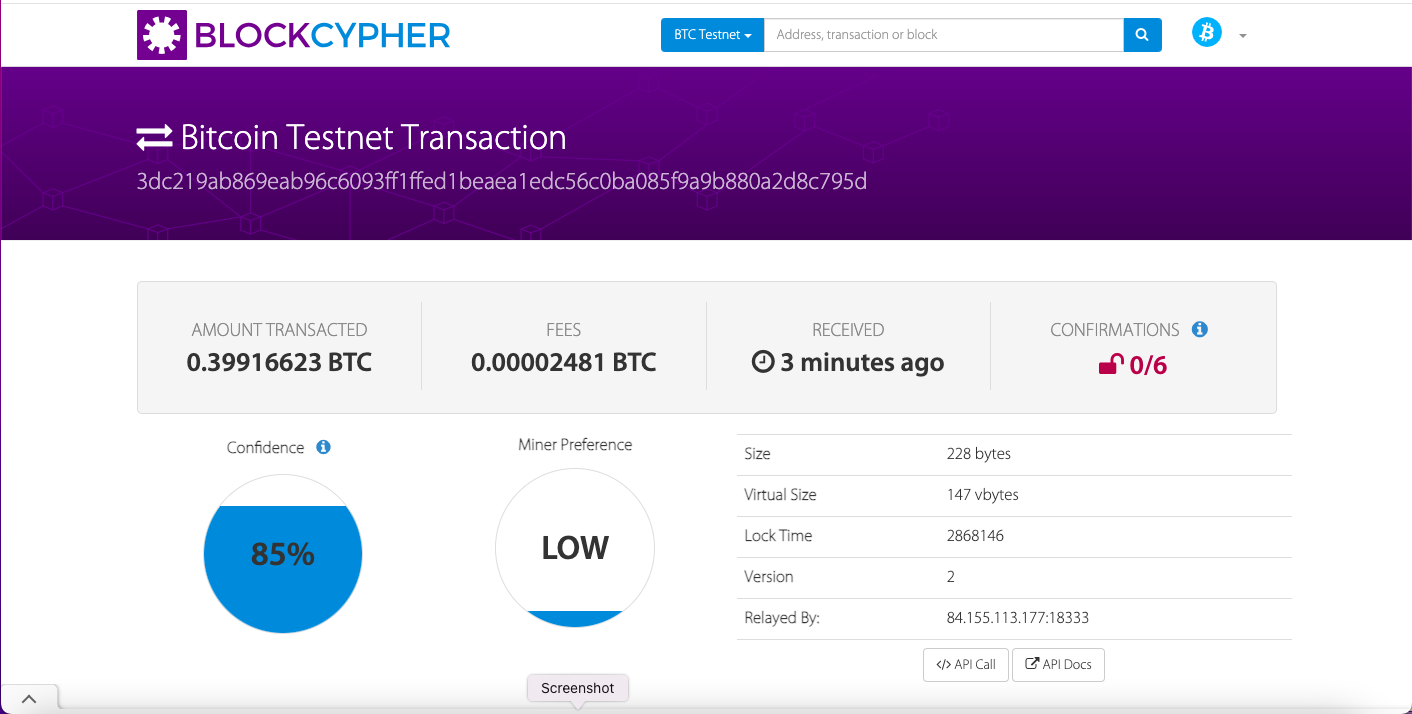 BLOCKCYPHER
BTC Testnet
Address, transaction or block
Bitcoin Testnet Transaction
3dc219ab869eab96c6093ff1ffed1beaea1edc56c0ba085f9a9b880a2d8c795d
AMOUNT TRANSACTED
0.39916623 BTC
FEES
0.00002481 BTC
RECEIVED
3 minutes ago
CONFIRMATIONS
0/6
Confidence
85%
Miner Preference
LOW
Size 228 bytes
Virtual Size 147 vbytes
Lock Time 2868146
Version 2
Relayed By: 84.155.113.177:18333
</> API Call
API Docs
Screenshot